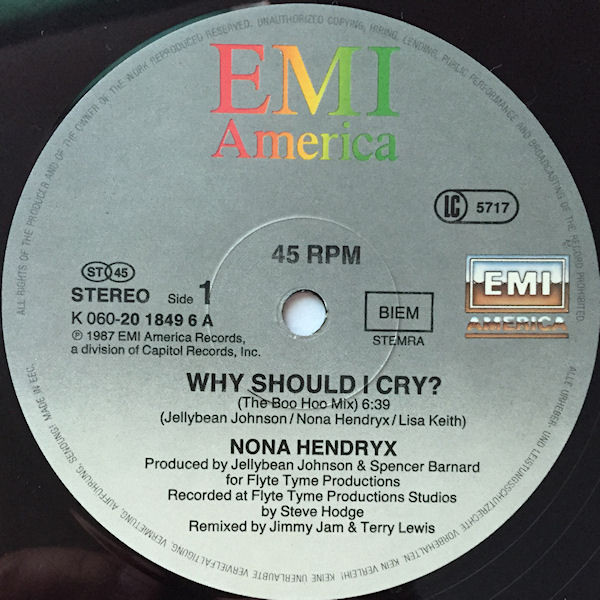 EMI
America
LC 5717
45 RPM
ST 45
STEREO Side 1
K 060-20 1849 6 A
℗ 1987 EMI America Records,
a division of Capitol Records, Inc.
BIEM
STEMRA
EMI
AMERICA
WHY SHOULD I CRY?
(The Boo Hoo Mix) 6:39
(Jellybean Johnson/Nona Hendryx/Lisa Keith)
NONA HENDRYX
Produced by Jellybean Johnson & Spencer Barnard
for Flyte Tyme Productions
Recorded at Flyte Tyme Productions Studios
by Steve Hodge
Remixed by Jimmy Jam & Terry Lewis
ALL RIGHTS OF THE PRODUCER AND OF THE OWNER OF THE WORK REPRODUCED RESERVED. UNAUTHORIZED COPYING, HIRING, LENDING, PUBLIC PERFORMANCE AND BROADCASTING OF THE RECORD PROHIBITED
ALLE URHEBER- UND LEISTUNGSSCHUTZRECHTE VORBEHALTEN. KEIN VERLEIH! KEINE UNERLAUBTE VERVIELFÄLTIGUNG, VERMIETUNG, AUFFÜHRUNG, SENDUNG! MADE IN EEC.